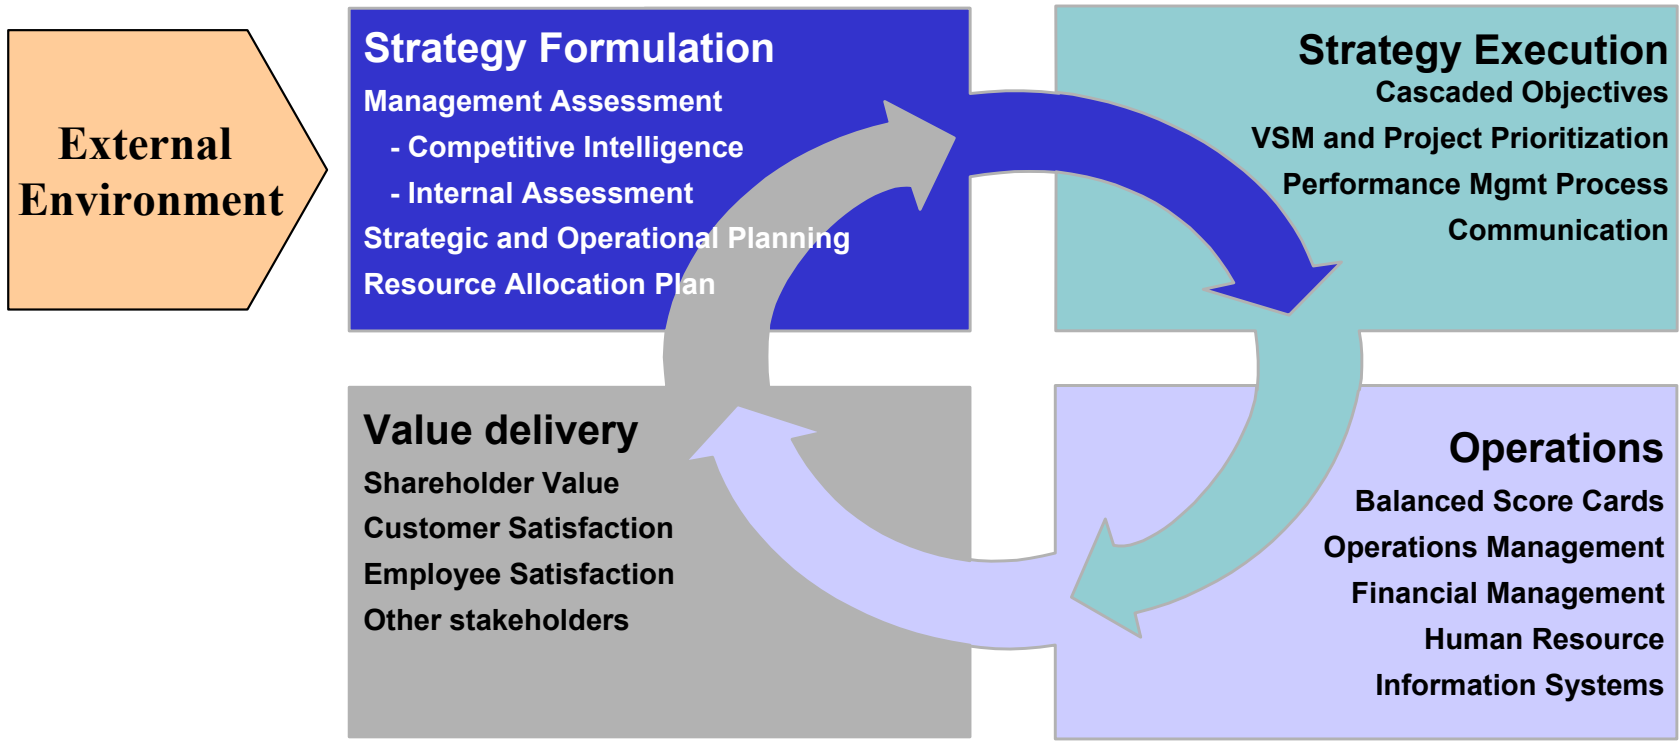 External
Environment
Strategy Formulation
Management Assessment
- Competitive Intelligence
- Internal Assessment
Strategic and Operational Planning
Resource Allocation Plan
Strategy Execution
Cascaded Objectives
VSM and Project Prioritization
Performance Mgmt Process
Communication
Value delivery
Shareholder Value
Customer Satisfaction
Employee Satisfaction
Other stakeholders
Operations
Balanced Score Cards
Operations Management
Financial Management
Human Resource
Information Systems